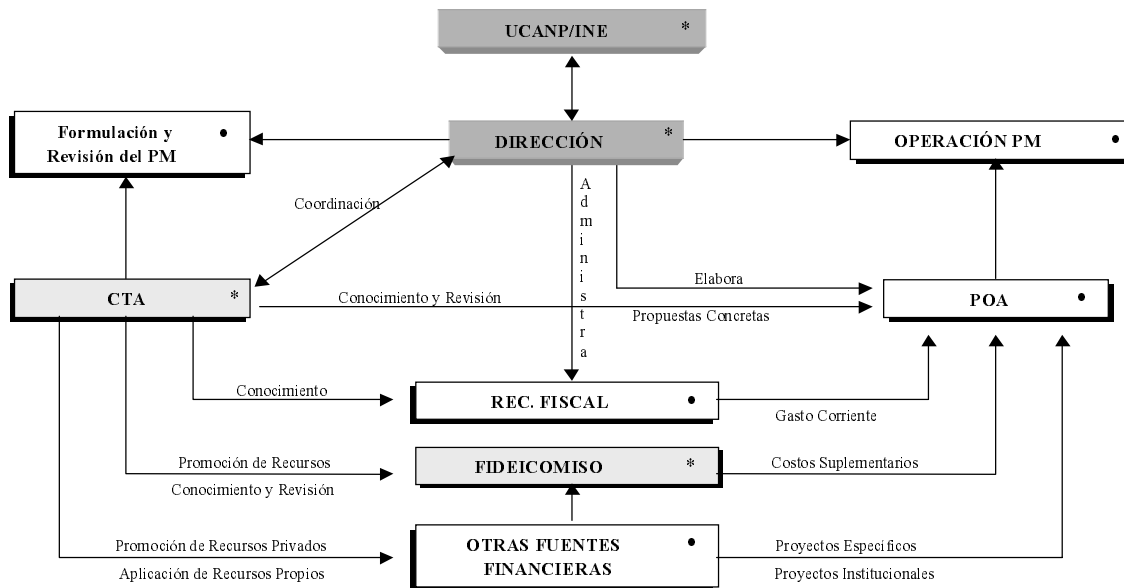 UCANP/INE *
Formulación y •
Revisión del PM
DIRECCIÓN *
OPERACIÓN PM •
Coordinación
Administra
CTA *
Conocimiento y Revisión
Elabora
Propuestas Concretas
POA •
Conocimiento
REC. FISCAL •
Gasto Corriente
Promoción de Recursos
Conocimiento y Revisión
FIDEICOMISO *
Costos Suplementarios
Promoción de Recursos Privados
Aplicación de Recursos Propios
OTRAS FUENTES •
FINANCIERAS
Proyectos Específicos
Proyectos Institucionales